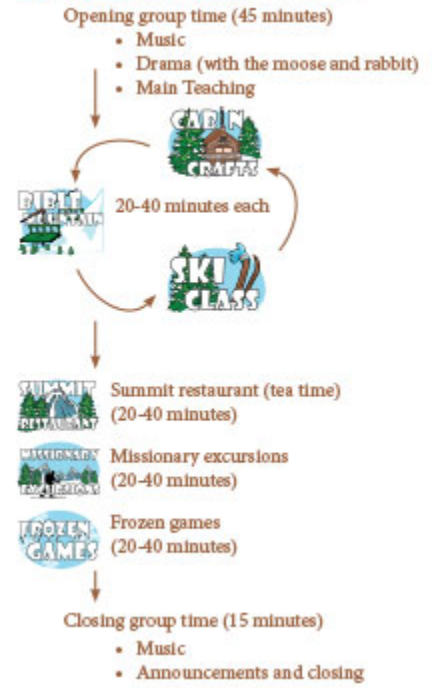 Opening group time (45 minutes)
• Music
• Drama (with the moose and rabbit)
• Main Teaching
CABIN
CRAFTS
BIBLE
MOUNTAIN
20-40 minutes each
SKI
CLASS
SUMMIT
RESTAURANT
Summit restaurant (tea time)
(20-40 minutes)
MISSIONARY
EXCURSIONS
Missionary excursions
(20-40 minutes)
FROZEN
GAMES
Frozen games
(20-40 minutes)
Closing group time (15 minutes)
• Music
• Announcements and closing